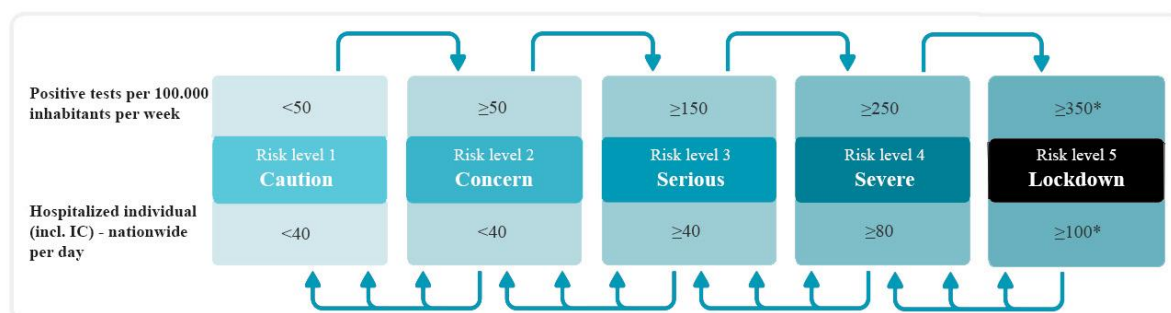 Positive tests per 100.000
inhabitants per week
<50
≥50
≥150
≥250
≥350*
Risk level 1
Caution
Risk level 2
Concern
Risk level 3
Serious
Risk level 4
Severe
Risk level 5
Lockdown
Hospitalized individual
(incl. IC) - nationwide
per day
<40
<40
≥40
≥80
≥100*